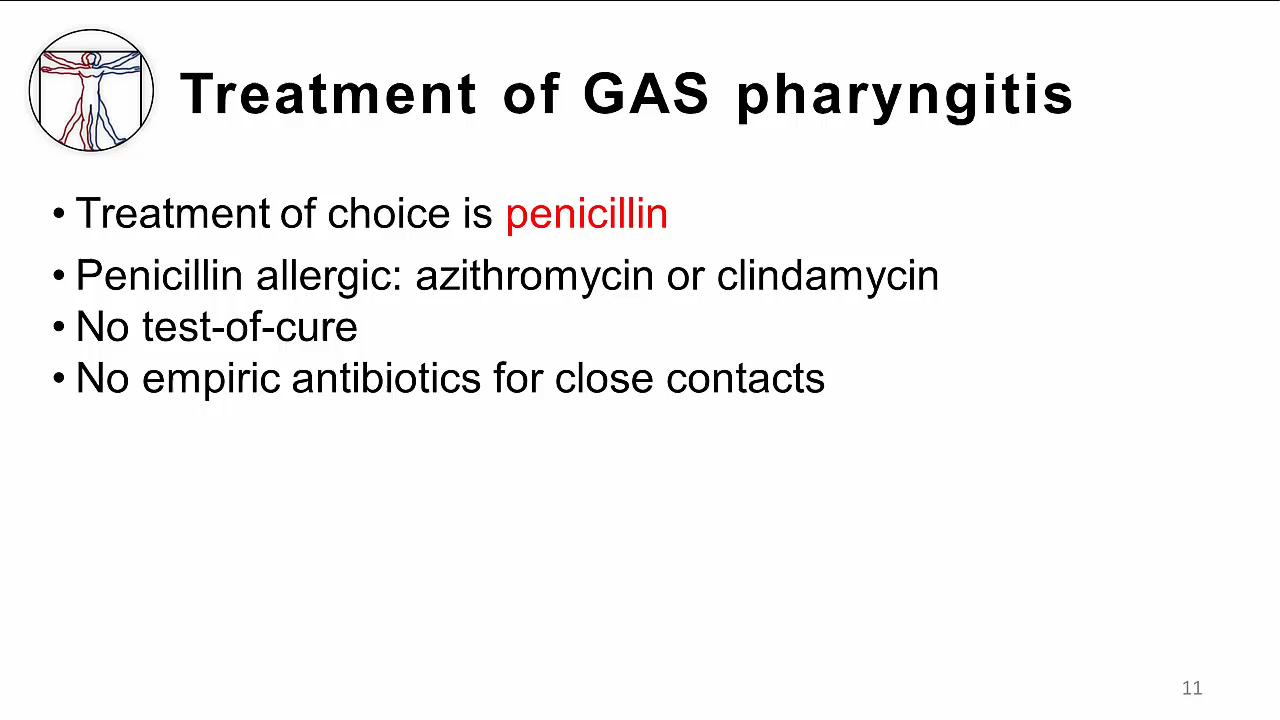 Treatment of GAS pharyngitis
• Treatment of choice is penicillin
• Penicillin allergic: azithromycin or clindamycin
• No test-of-cure
• No empiric antibiotics for close contacts
11